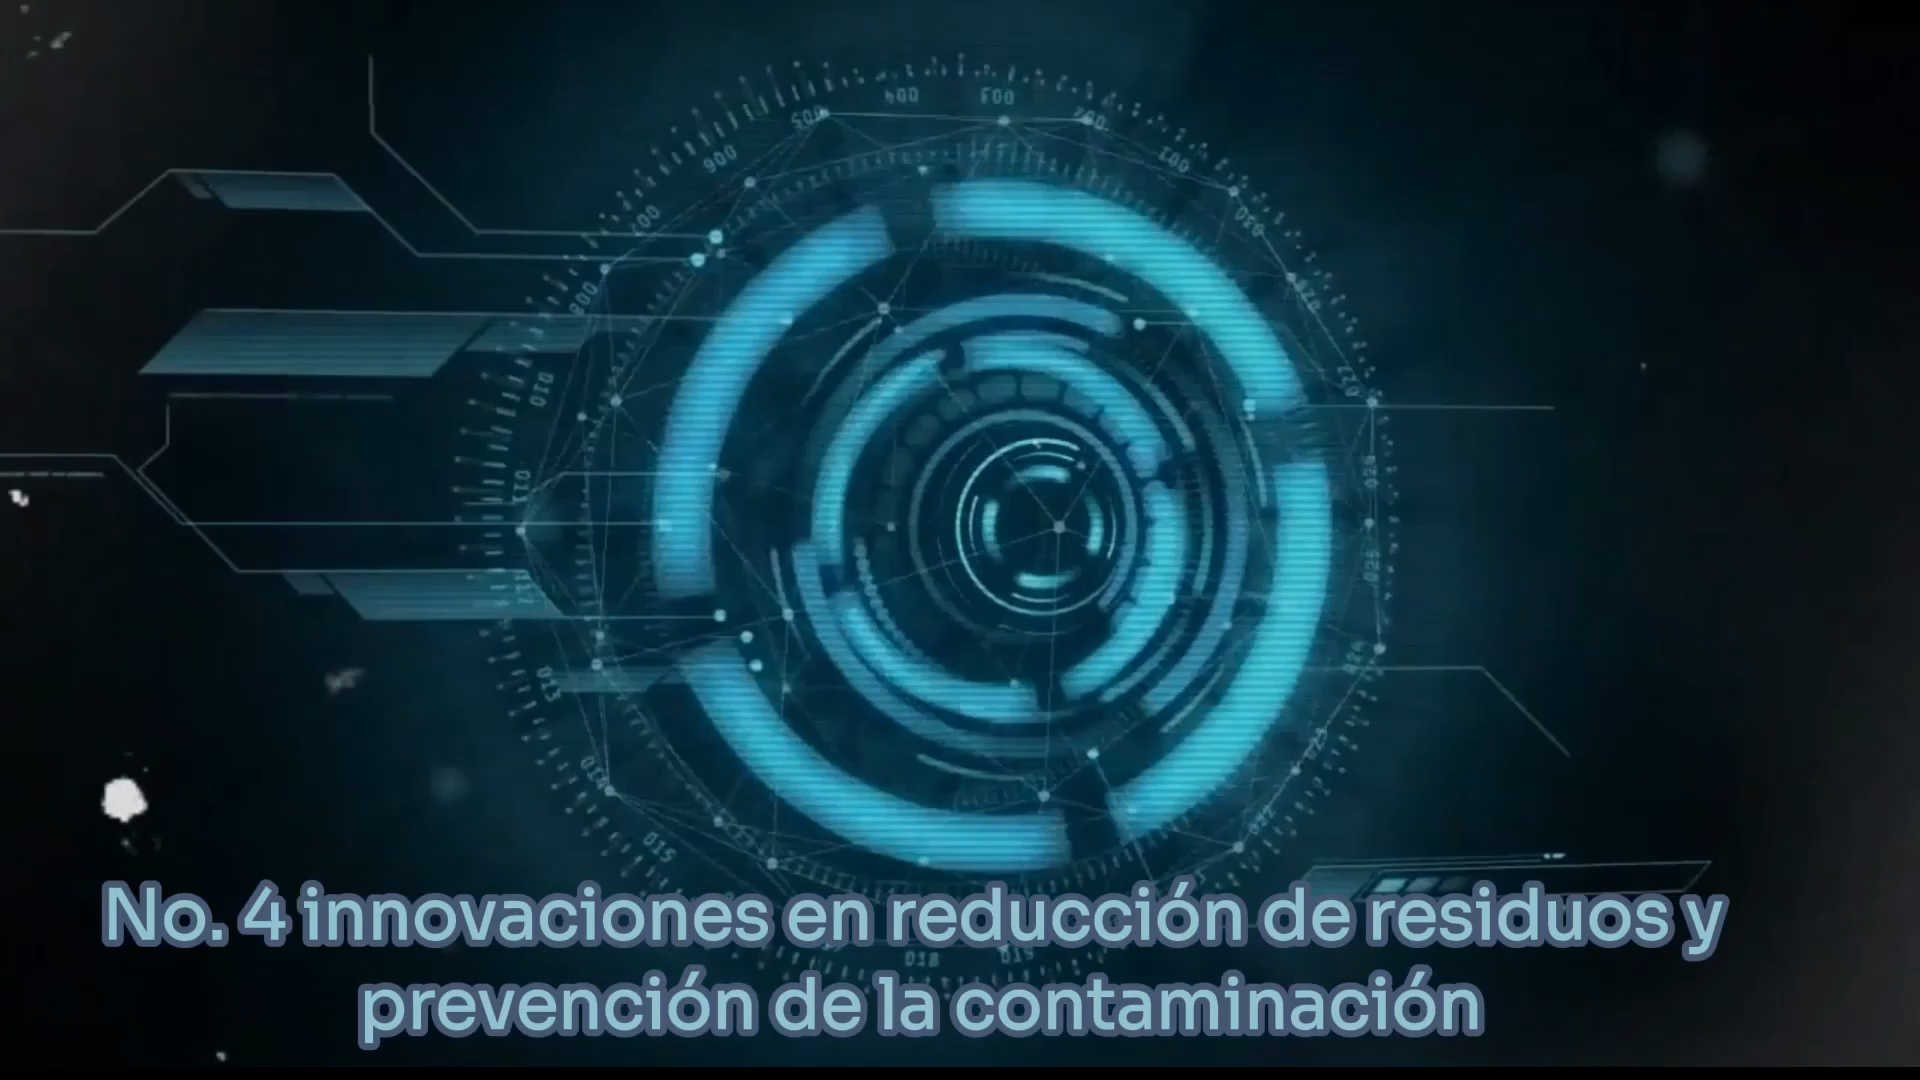 No. 4 innovaciones en reducción de residuos y
prevención de la contaminación